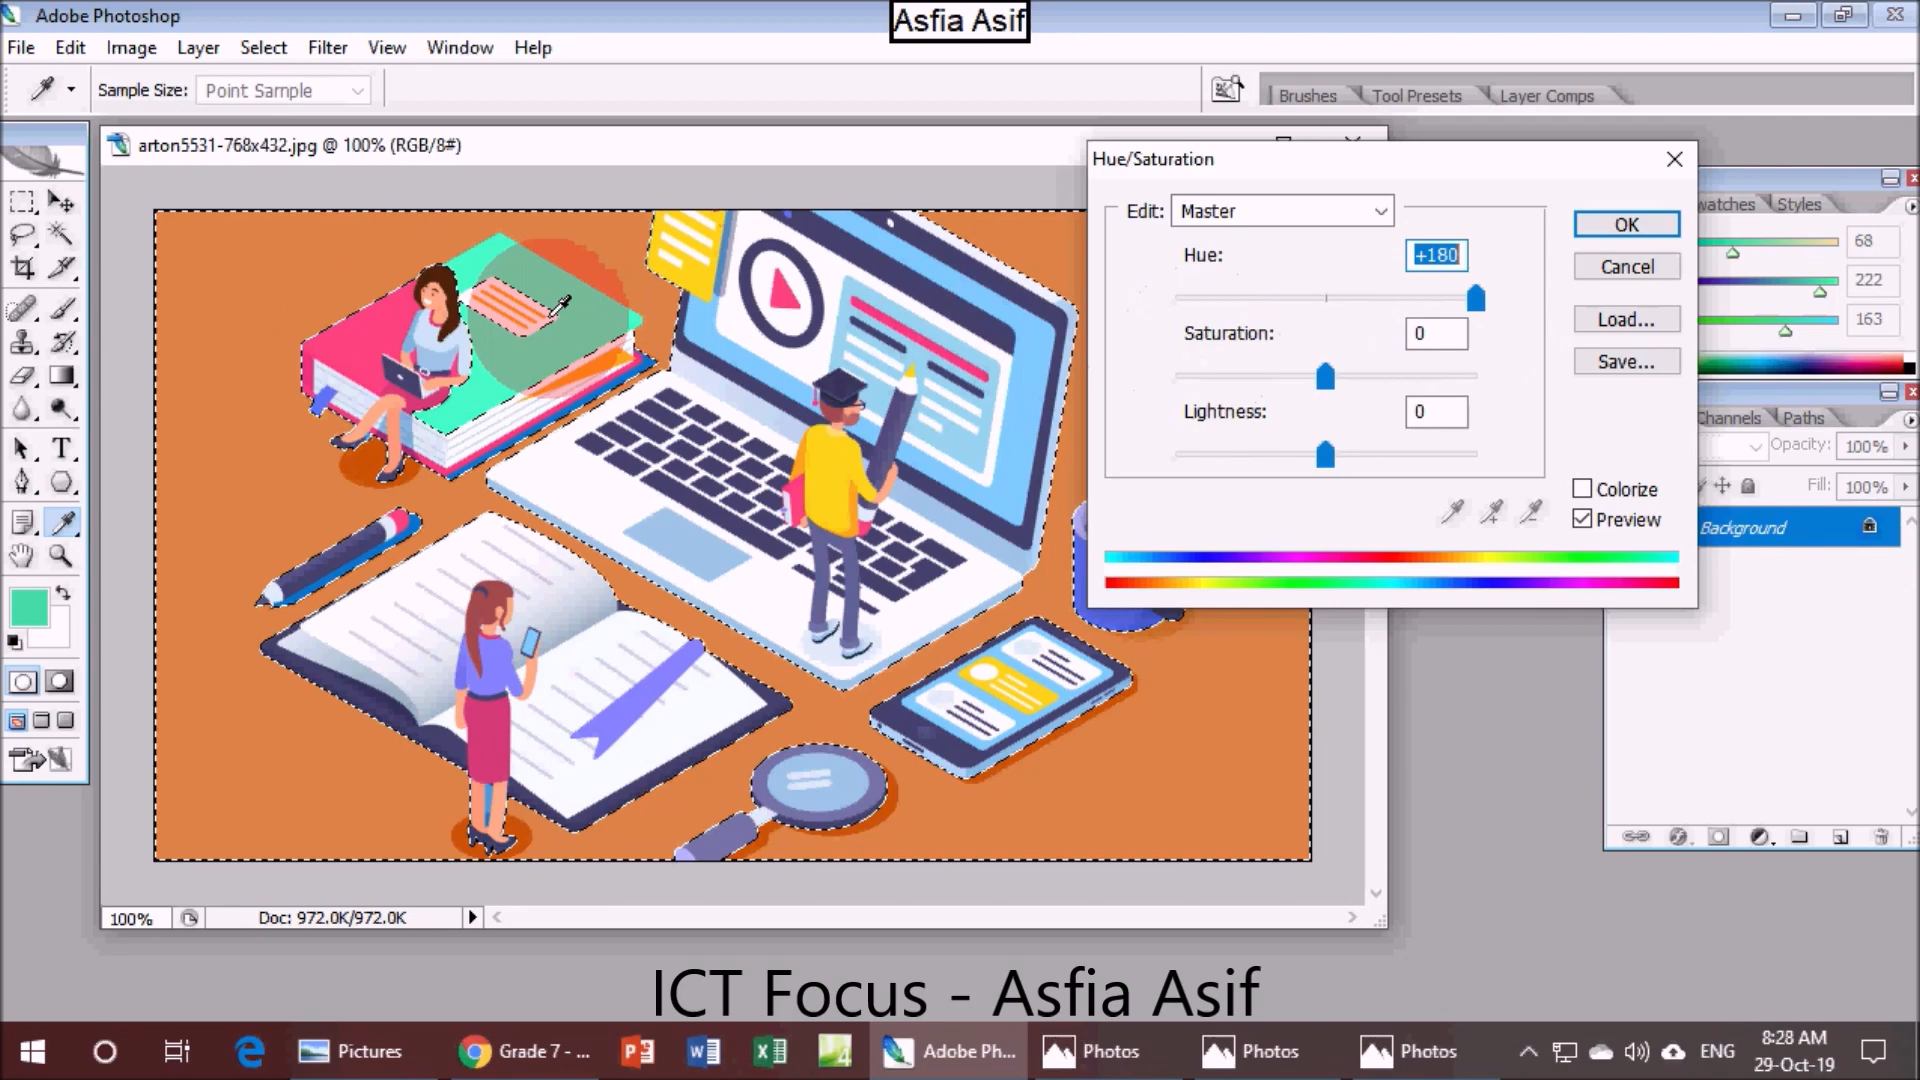 Adobe Photoshop
Asfia Asif
File Edit Image Layer Select Filter View Window Help
Sample Size: Point Sample
Brushes Tool Presets Layer Comps
arton5531-768x432.jpg @ 100% (RGB/8#)
Hue/Saturation
Edit: Master
OK
Hue: +180
Cancel
Saturation: 0
Load...
Save...
Lightness: 0
Colorize
Preview
Styles
68
222
163
Channels Paths
Opacity: 100%
Fill: 100%
Background
T
100%
Doc: 972.0K/972.0K
ICT Focus - Asfia Asif
Pictures
Grade 7 - ...
Adobe Ph...
Photos
Photos
Photos
ENG
8:28 AM
29-Oct-19